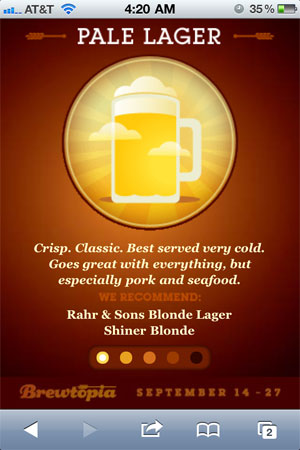 AT&T 4:20 AM 35%
PALE LAGER
Crisp. Classic. Best served very cold.
Goes great with everything, but
especially pork and seafood.
WE RECOMMEND:
Rahr & Sons Blonde Lager
Shiner Blonde
Brewtopia SEPTEMBER 14 - 27
2